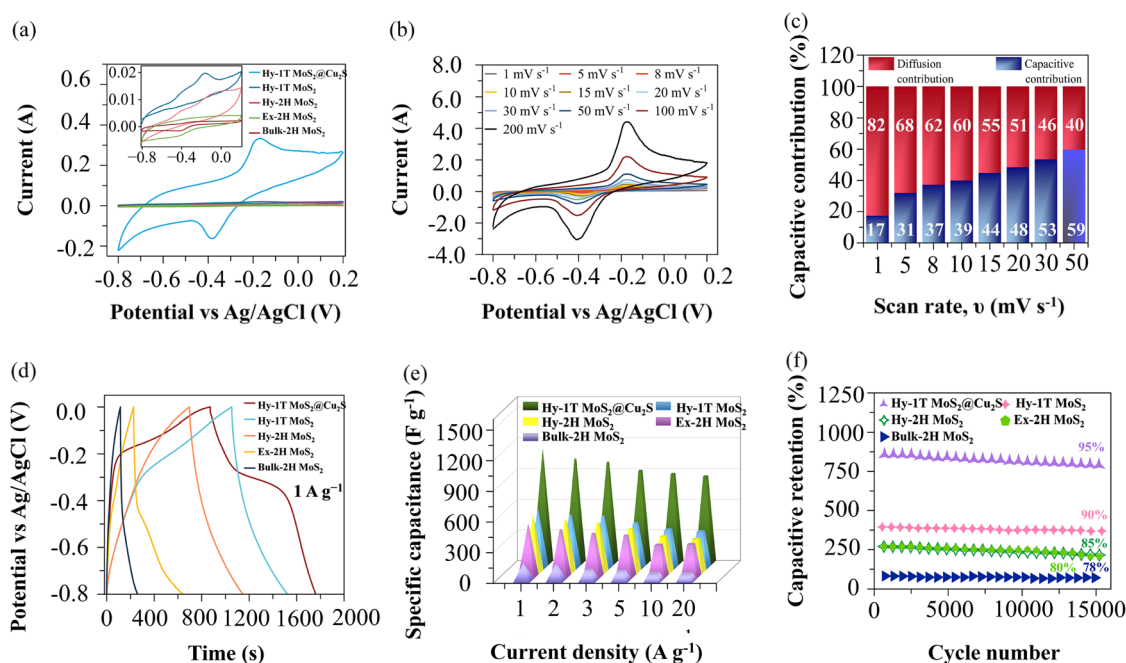 (a)
0.6
0.4
0.2
0.0
-0.2
Current (A)
0.02
0.01
0.00
-0.8
-0.4
0.0
Hy-1T MoS₂@Cu₂S
Hy-1T MoS₂
Hy-2H MoS₂
Ex-2H MoS₂
Bulk-2H MoS₂
-0.8 -0.6 -0.4 -0.2 0.0 0.2
Potential vs Ag/AgCl (V)
(b)
8.0
6.0
4.0
2.0
0.0
-2.0
-4.0
Current (A)
1 mV s⁻¹ 5 mV s⁻¹ 8 mV s⁻¹
10 mV s⁻¹ 15 mV s⁻¹ 20 mV s⁻¹
30 mV s⁻¹ 50 mV s⁻¹ 100 mV s⁻¹
200 mV s⁻¹
-0.8 -0.6 -0.4 -0.2 0.0 0.2
Potential vs Ag/AgCl (V)
(c)
Capacitive contribution (%)
120
100
80
60
40
20
0
Diffusion contribution
Capacitive contribution
82 68 62 60 55 51 46 40
17 31 37 39 44 48 53 59
1 5 8 10 15 20 30 50
Scan rate, υ (mV s⁻¹)
(d)
Potential vs Ag/AgCl (V)
0.0
-0.2
-0.4
-0.6
-0.8
Hy-1T MoS₂@Cu₂S
Hy-1T MoS₂
Hy-2H MoS₂
Ex-2H MoS₂
Bulk-2H MoS₂
1 A g⁻¹
0 400 800 1200 1600 2000
Time (s)
(e)
Specific capacitance (F g⁻¹)
1500
1200
900
600
300
0
Hy-1T MoS₂@Cu₂S Hy-1T MoS₂
Hy-2H MoS₂ Ex-2H MoS₂
Bulk-2H MoS₂
1 2 3 5 10 20
Current density (A g⁻¹)
(f)
Capacitive retention (%)
1250
1000
750
500
250
0
Hy-1T MoS₂@Cu₂S Hy-1T MoS₂
Hy-2H MoS₂ Ex-2H MoS₂
Bulk-2H MoS₂
95%
90%
85%
80% 78%
0 5000 10000 15000
Cycle number